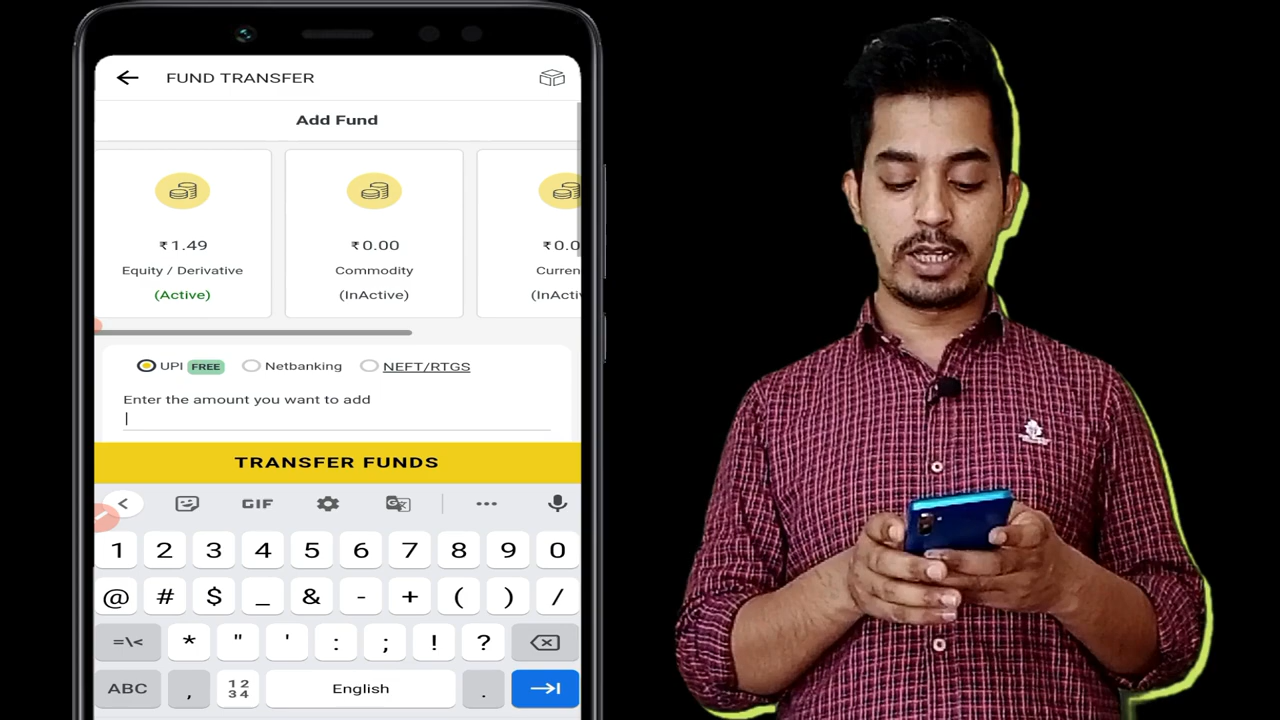 FUND TRANSFER
Add Fund
₹1.49
₹0.00
₹0.0
Equity / Derivative
Commodity
Curren
(Active)
(InActive)
(InActiv
UPI FREE Netbanking NEFT/RTGS
Enter the amount you want to add
TRANSFER FUNDS
< GIF ...
1 2 3 4 5 6 7 8 9 0
@ # $ _ & - + ( ) /
=\< * " ' : ; ! ?
ABC , 12 34 English .